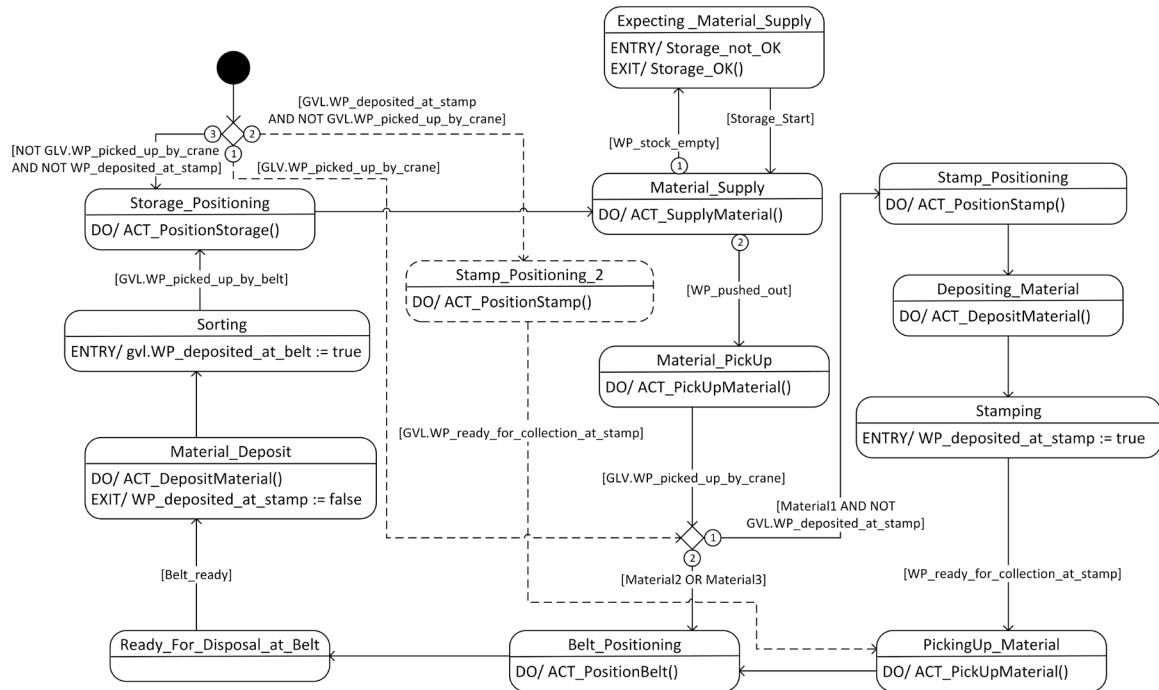 Expecting _Material_Supply
ENTRY/ Storage_not_OK
EXIT/ Storage_OK()
[GVL.WP_deposited_at_stamp
AND NOT GVL.WP_picked_up_by_crane]
3
2
1
[NOT GLV.WP_picked_up_by_crane
AND NOT WP_deposited_at_stamp]
[GLV.WP_picked_up_by_crane]
[WP_stock_empty]
[Storage_Start]
1
Storage_Positioning
DO/ ACT_PositionStorage()
Material_Supply
DO/ ACT_SupplyMaterial()
2
Stamp_Positioning
DO/ ACT_PositionStamp()
[GVL.WP_picked_up_by_belt]
Stamp_Positioning_2
DO/ ACT_PositionStamp()
[WP_pushed_out]
Depositing_Material
DO/ ACT_DepositMaterial()
Sorting
ENTRY/ gvl.WP_deposited_at_belt := true
Material_PickUp
DO/ ACT_PickUpMaterial()
Stamping
ENTRY/ WP_deposited_at_stamp := true
[GVL.WP_ready_for_collection_at_stamp]
Material_Deposit
DO/ ACT_DepositMaterial()
EXIT/ WP_deposited_at_stamp := false
[GLV.WP_picked_up_by_crane]
[Material1 AND NOT
GVL.WP_deposited_at_stamp]
1
2
[Belt_ready]
[Material2 OR Material3]
[WP_ready_for_collection_at_stamp]
Ready_For_Disposal_at_Belt
Belt_Positioning
DO/ ACT_PositionBelt()
PickingUp_Material
DO/ ACT_PickUpMaterial()